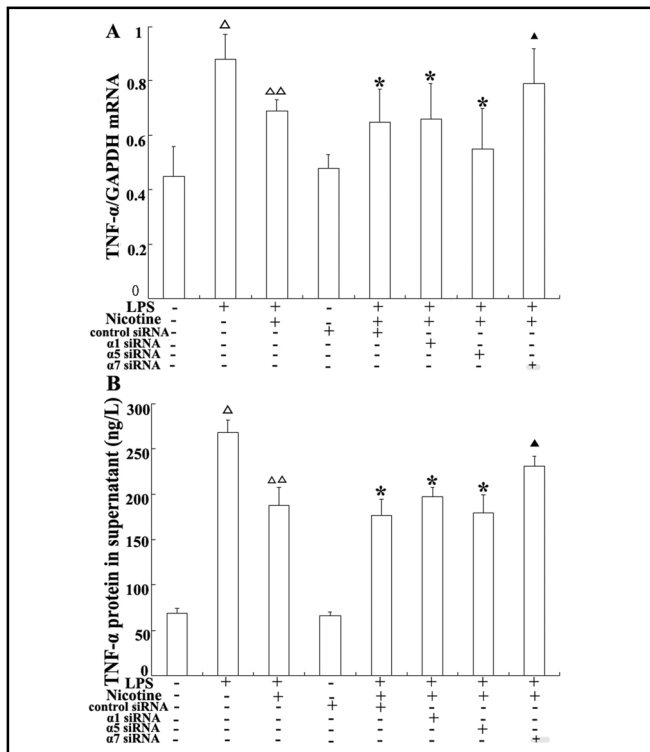 A
△
△△
*
*
*
▲
TNF-α/GAPDH mRNA
1
0.8
0.6
0.4
0.2
0
LPS - + + - + + + +
Nicotine - - + - + + + +
control siRNA - - - + + - - -
α1 siRNA - - - - - + - -
α5 siRNA - - - - - - + -
α7 siRNA - - - - - - - +
B
△
△△
*
*
*
▲
TNF-α protein in supernatant (ng/L)
300
250
200
150
100
50
0
LPS - + + - + + + +
Nicotine - - + - + + + +
control siRNA - - - + + - - -
α1 siRNA - - - - - + - -
α5 siRNA - - - - - - + -
α7 siRNA - - - - - - - +